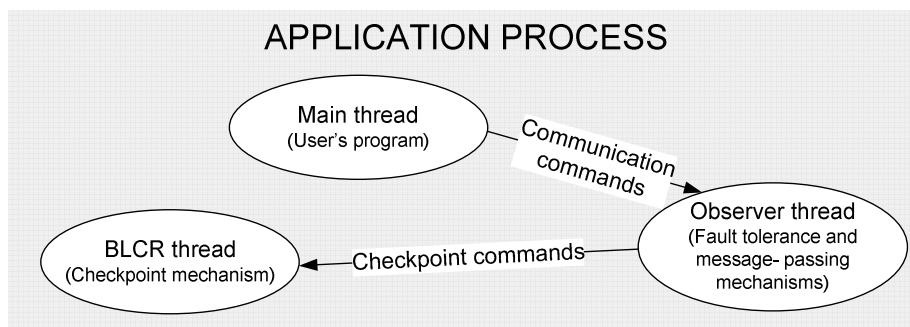 APPLICATION PROCESS
Main thread
(User's program)
Communication
commands
Observer thread
(Fault tolerance and
message- passing
mechanisms)
BLCR thread
(Checkpoint mechanism)
Checkpoint commands